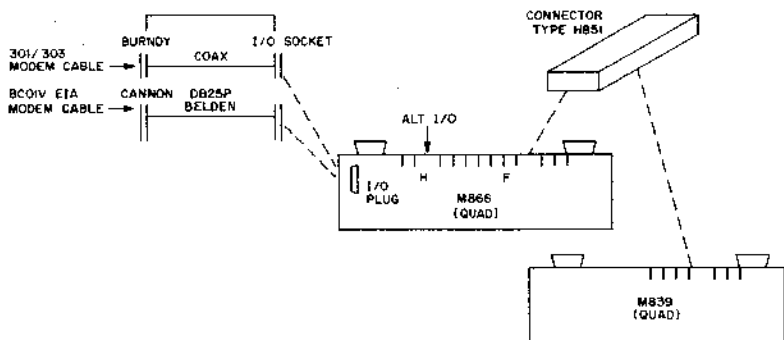 CONNECTOR
TYPE H851
BURNDY
I/O SOCKET
301/303
MODEM CABLE
COAX
BC01V EIA
MODEM CABLE
CANNON
DB25P
BELDEN
ALT I/O
H
F
I/O
PLUG
M866
(QUAD)
M839
(QUAD)